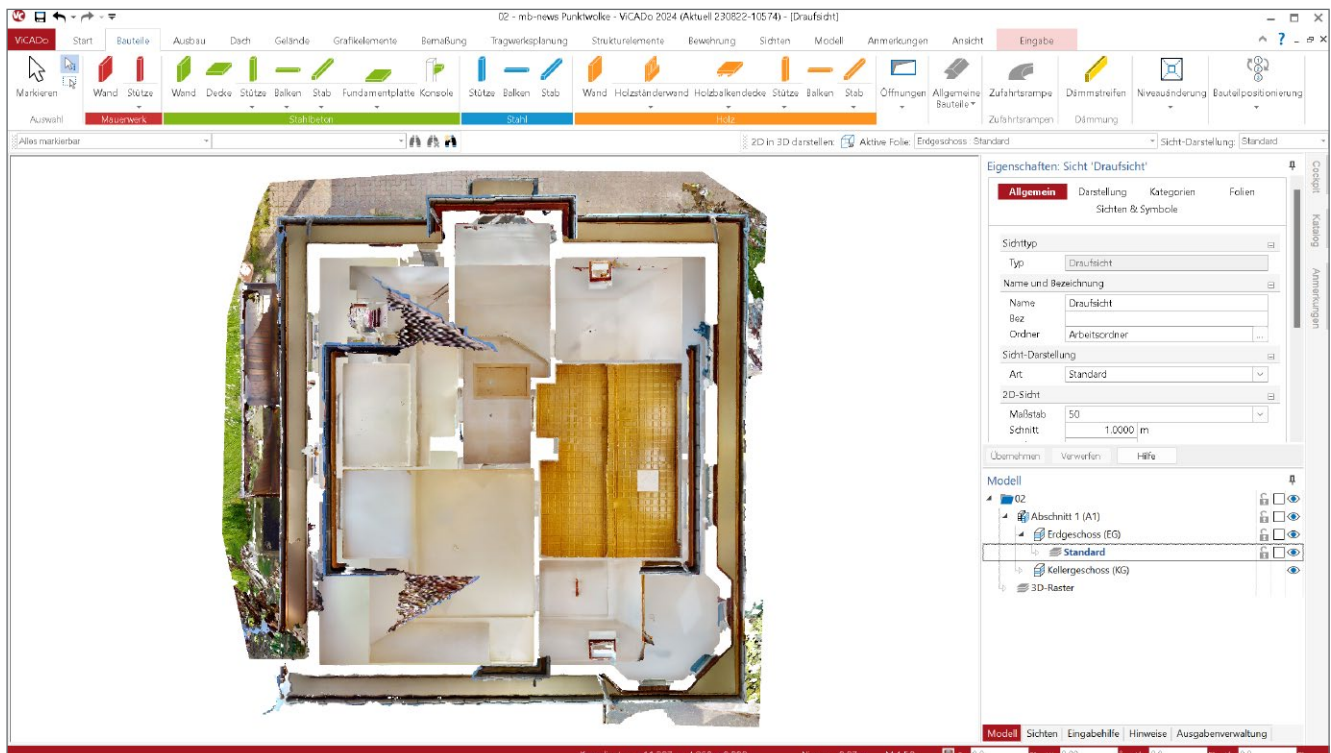 02 - mb-news Punktwolke - ViCADo 2024 (Aktuell 230822-10574) - [Draufsicht]
ViCADo Start Bauteile Ausbau Dach Gelände Grafikelemente Bemaßung Tragwerksplanung Strukturelemente Bewehrung Sichten Modell Anmerkungen Ansicht Eingabe
Markieren Wand Stütze Wand Decke Stütze Balken Stab Fundamentplatte Konsole Stütze Balken Stab Wand Holzständerwand Holzbalkendecke Stütze Balken Stab Öffnungen Allgemeine Bauteile Zufahrtsrampe Dämmstreifen Niveauänderung Bauteilpositionierung
Auswahl Mauerwerk Stahlbeton Stahl Holz Zufahrtsrampen Dämmung
Alles markierbar 2D in 3D darstellen: Aktive Folie: Erdgeschoss : Standard Sicht-Darstellung: Standard
Eigenschaften: Sicht 'Draufsicht'
Allgemein Darstellung Kategorien Folien
Sichten & Symbole
Sichttyp
Typ Draufsicht
Name und Bezeichnung
Name Draufsicht
Bez
Ordner Arbeitsordner ...
Sicht-Darstellung
Art Standard
2D-Sicht
Maßstab 50
Schnitt 1.0000 m
Übernehmen Verwerfen Hilfe
Modell
02
Abschnitt 1 (A1)
Erdgeschoss (EG)
Standard
Kellergeschoss (KG)
3D-Raster
Cockpit
Katalog
Anmerkungen
Modell Sichten Eingabehilfe Hinweise Ausgabenverwaltung